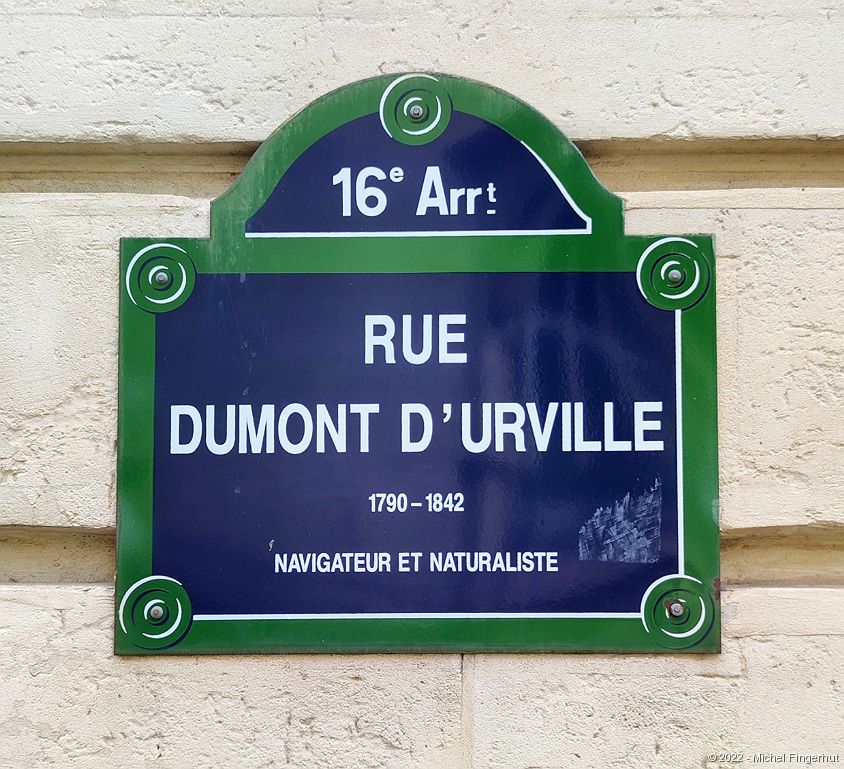 16e Arrt
RUE
DUMONT D'URVILLE
1790 – 1842
NAVIGATEUR ET NATURALISTE
© 2022 - Michel Fingerhut